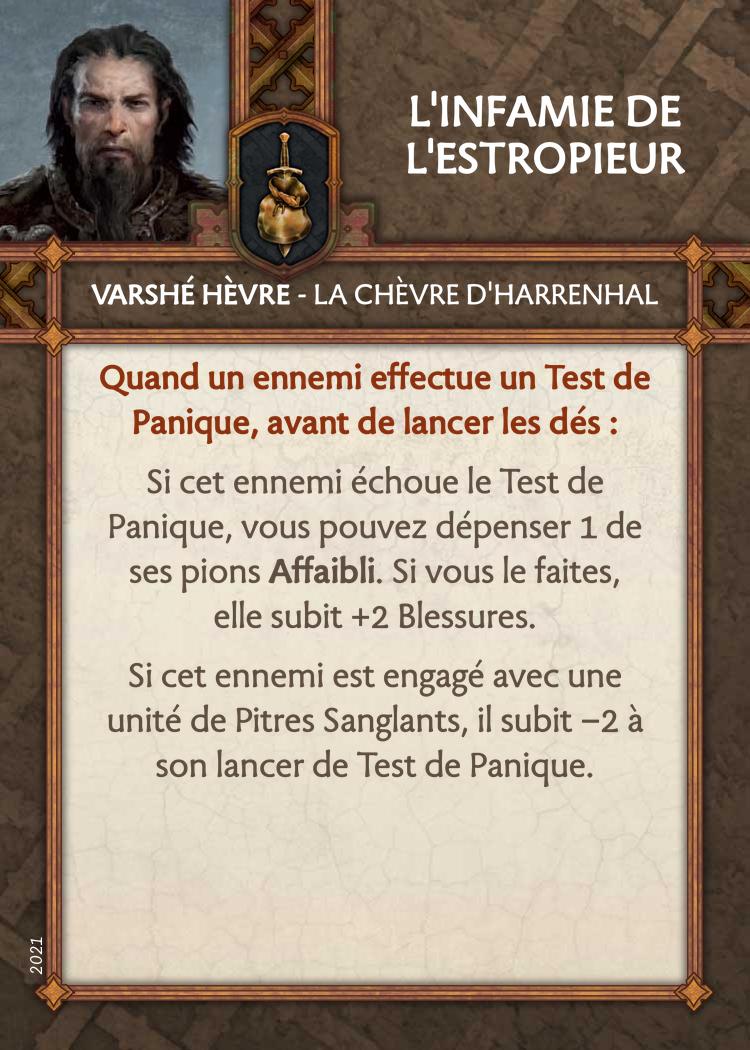 L'INFAMIE DE
L'ESTROPIEUR
VARSHÉ HÈVRE - LA CHÈVRE D'HARRENHAL
Quand un ennemi effectue un Test de
Panique, avant de lancer les dés :
Si cet ennemi échoue le Test de
Panique, vous pouvez dépenser 1 de
ses pions Affaibli. Si vous le faites,
elle subit +2 Blessures.
Si cet ennemi est engagé avec une
unité de Pitres Sanglants, il subit –2 à
son lancer de Test de Panique.
2021